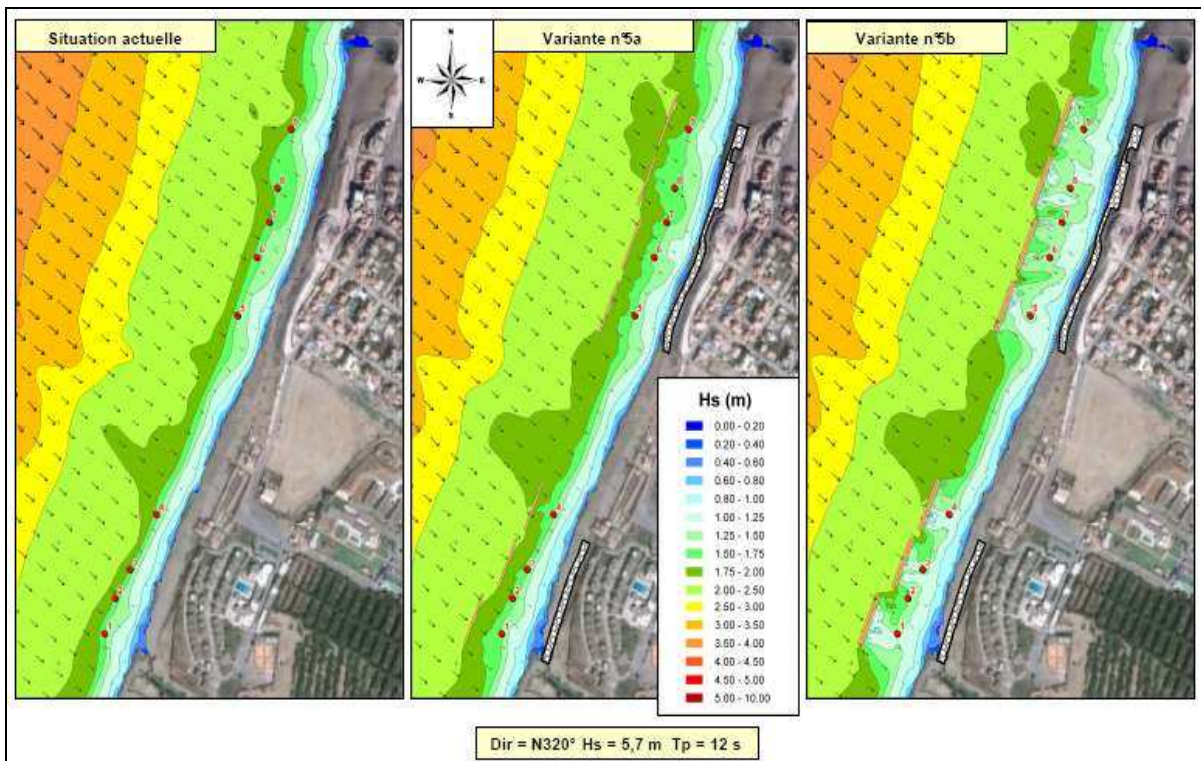 Situation actuelle
Variante n°5a
Variante n°5b
N
W
E
S
Hs (m)
0.00 - 0.20
0.20 - 0.40
0.40 - 0.60
0.60 - 0.80
0.80 - 1.00
1.00 - 1.25
1.25 - 1.50
1.50 - 1.75
1.75 - 2.00
2.00 - 2.50
2.50 - 3.00
3.00 - 3.50
3.50 - 4.00
4.00 - 4.50
4.50 - 5.00
5.00 - 10.00
Dir = N320° Hs = 5,7 m Tp = 12 s